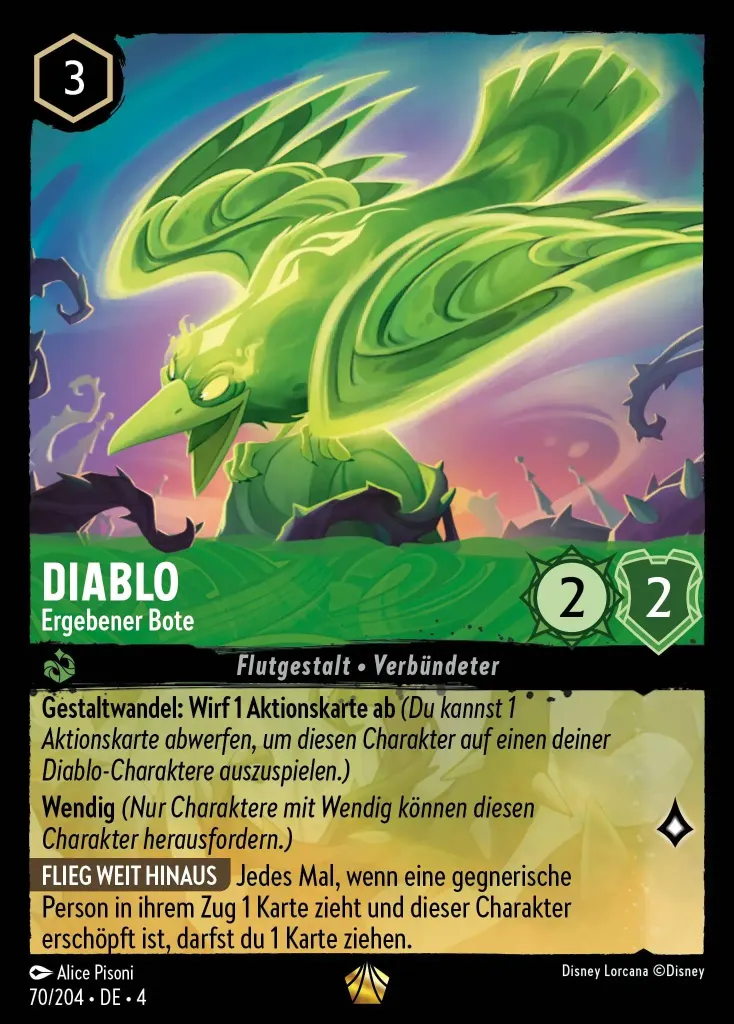 3
DIABLO
Ergebener Bote
2
2
Flutgestalt • Verbündeter
Gestaltwandel: Wirf 1 Aktionskarte ab (Du kannst 1
Aktionskarte abwerfen, um diesen Charakter auf einen deiner
Diablo-Charaktere auszuspielen.)
Wendig (Nur Charaktere mit Wendig können diesen
Charakter herausfordern.)
FLIEG WEIT HINAUS Jedes Mal, wenn eine gegnerische
Person in ihrem Zug 1 Karte zieht und dieser Charakter
erschöpft ist, darfst du 1 Karte ziehen.
Alice Pisoni
Disney Lorcana ©Disney
70/204 • DE • 4